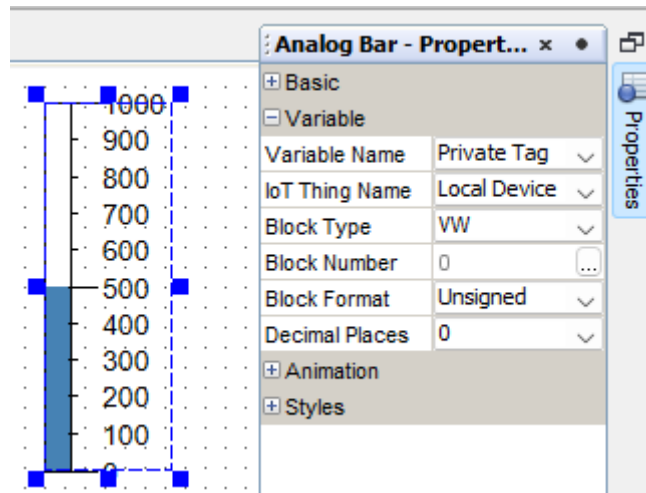 Analog Bar - Propert... ×
Basic
Variable
Variable Name Private Tag
IoT Thing Name Local Device
Block Type VW
Block Number 0 ...
Block Format Unsigned
Decimal Places 0
Animation
Styles
Properties
1000
900
800
700
600
500
400
300
200
100
0